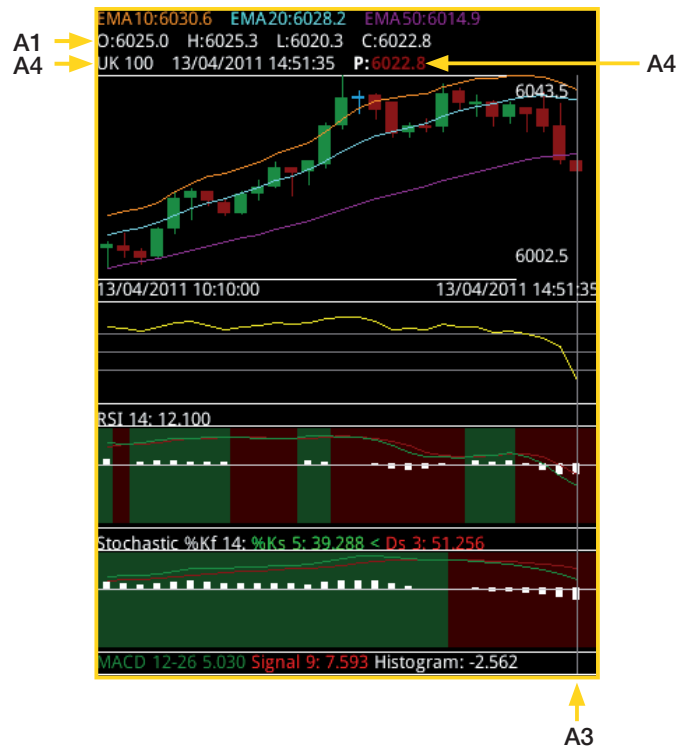 EMA10:6030.6 EMA20:6028.2 EMA50:6014.9
A1 O:6025.0 H:6025.3 L:6020.3 C:6022.8
A4 UK 100 13/04/2011 14:51:35 P:6022.8 A4
6043.5
6002.5
13/04/2011 10:10:00 13/04/2011 14:51:35
RSI 14: 12.100
Stochastic %Kf 14: %Ks 5: 39.288 < Ds 3: 51.256
MACD 12-26 5.030 Signal 9: 7.593 Histogram: -2.562
A3